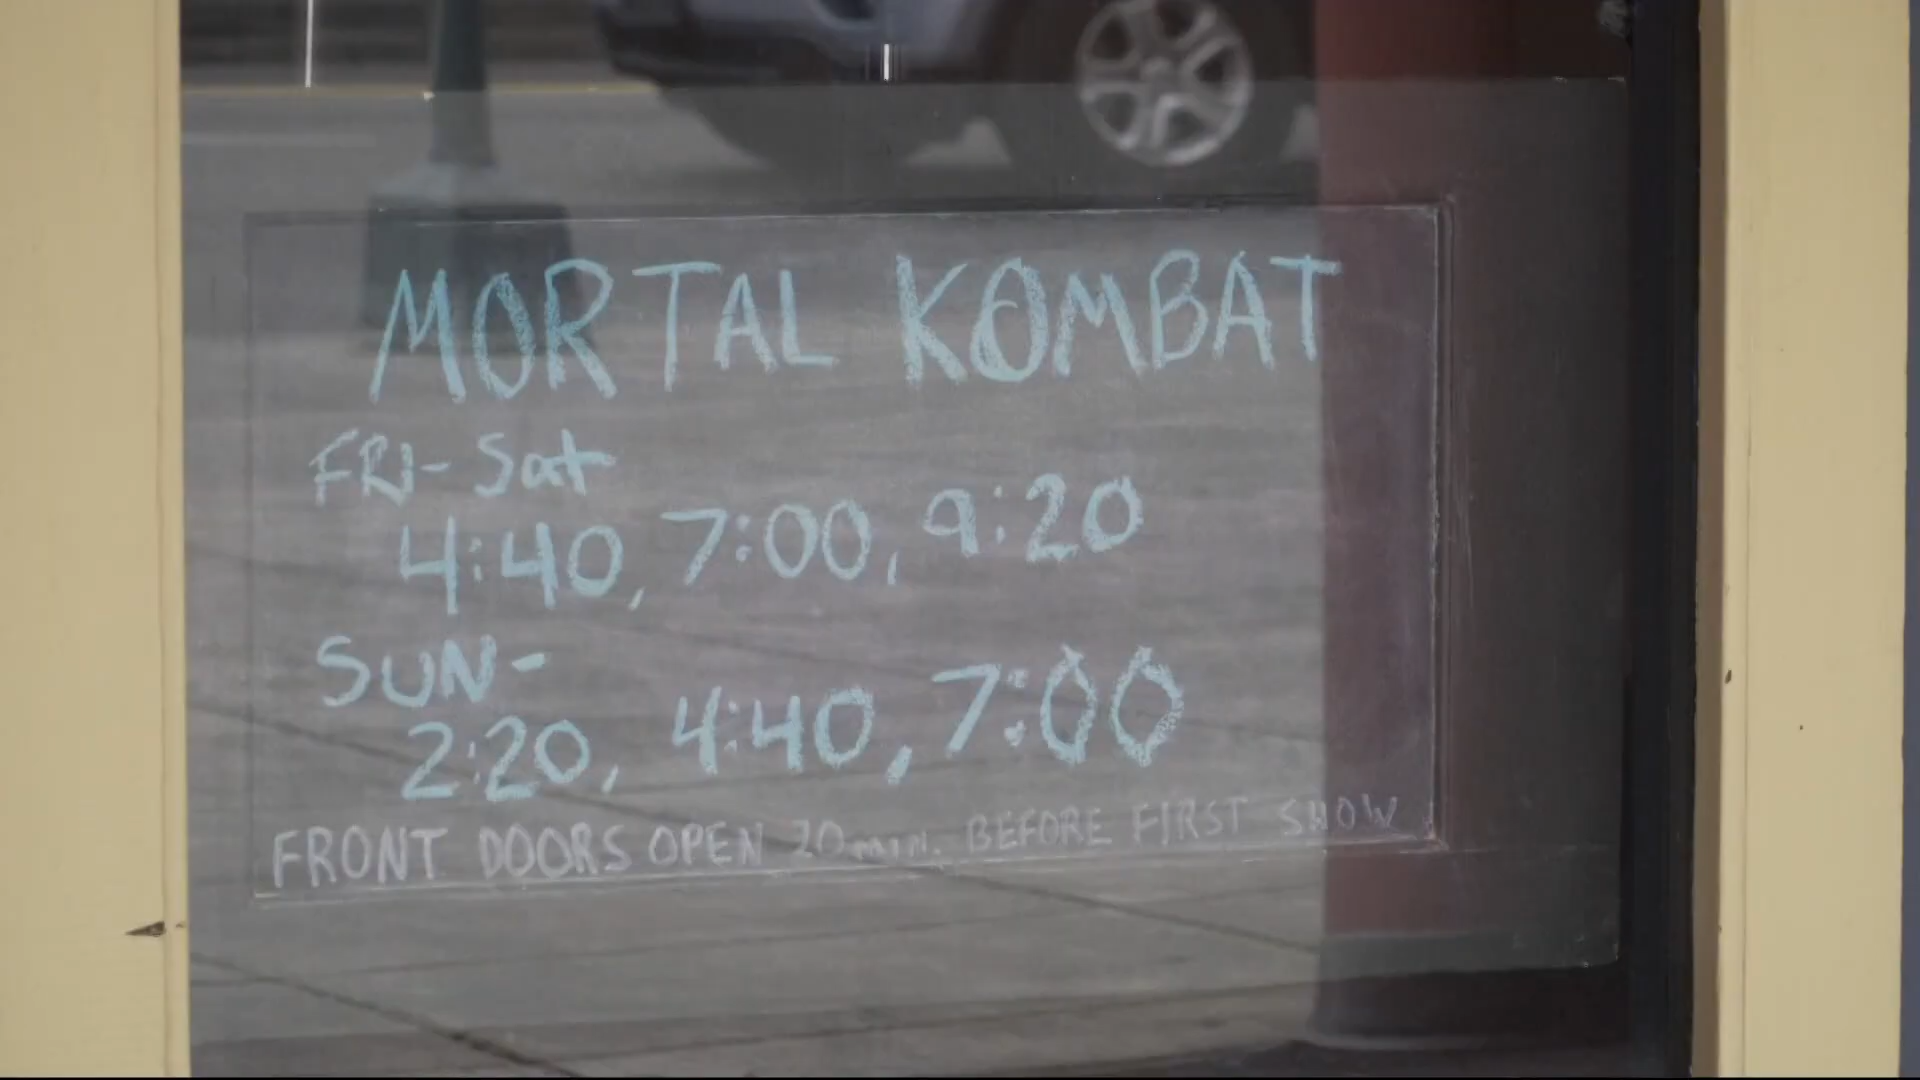 MORTAL KOMBAT
FRI-Sat
4:40, 7:00, 9:20
SUN-
2:20, 4:40, 7:00
FRONT DOORS OPEN 20 min. BEFORE FIRST SHOW